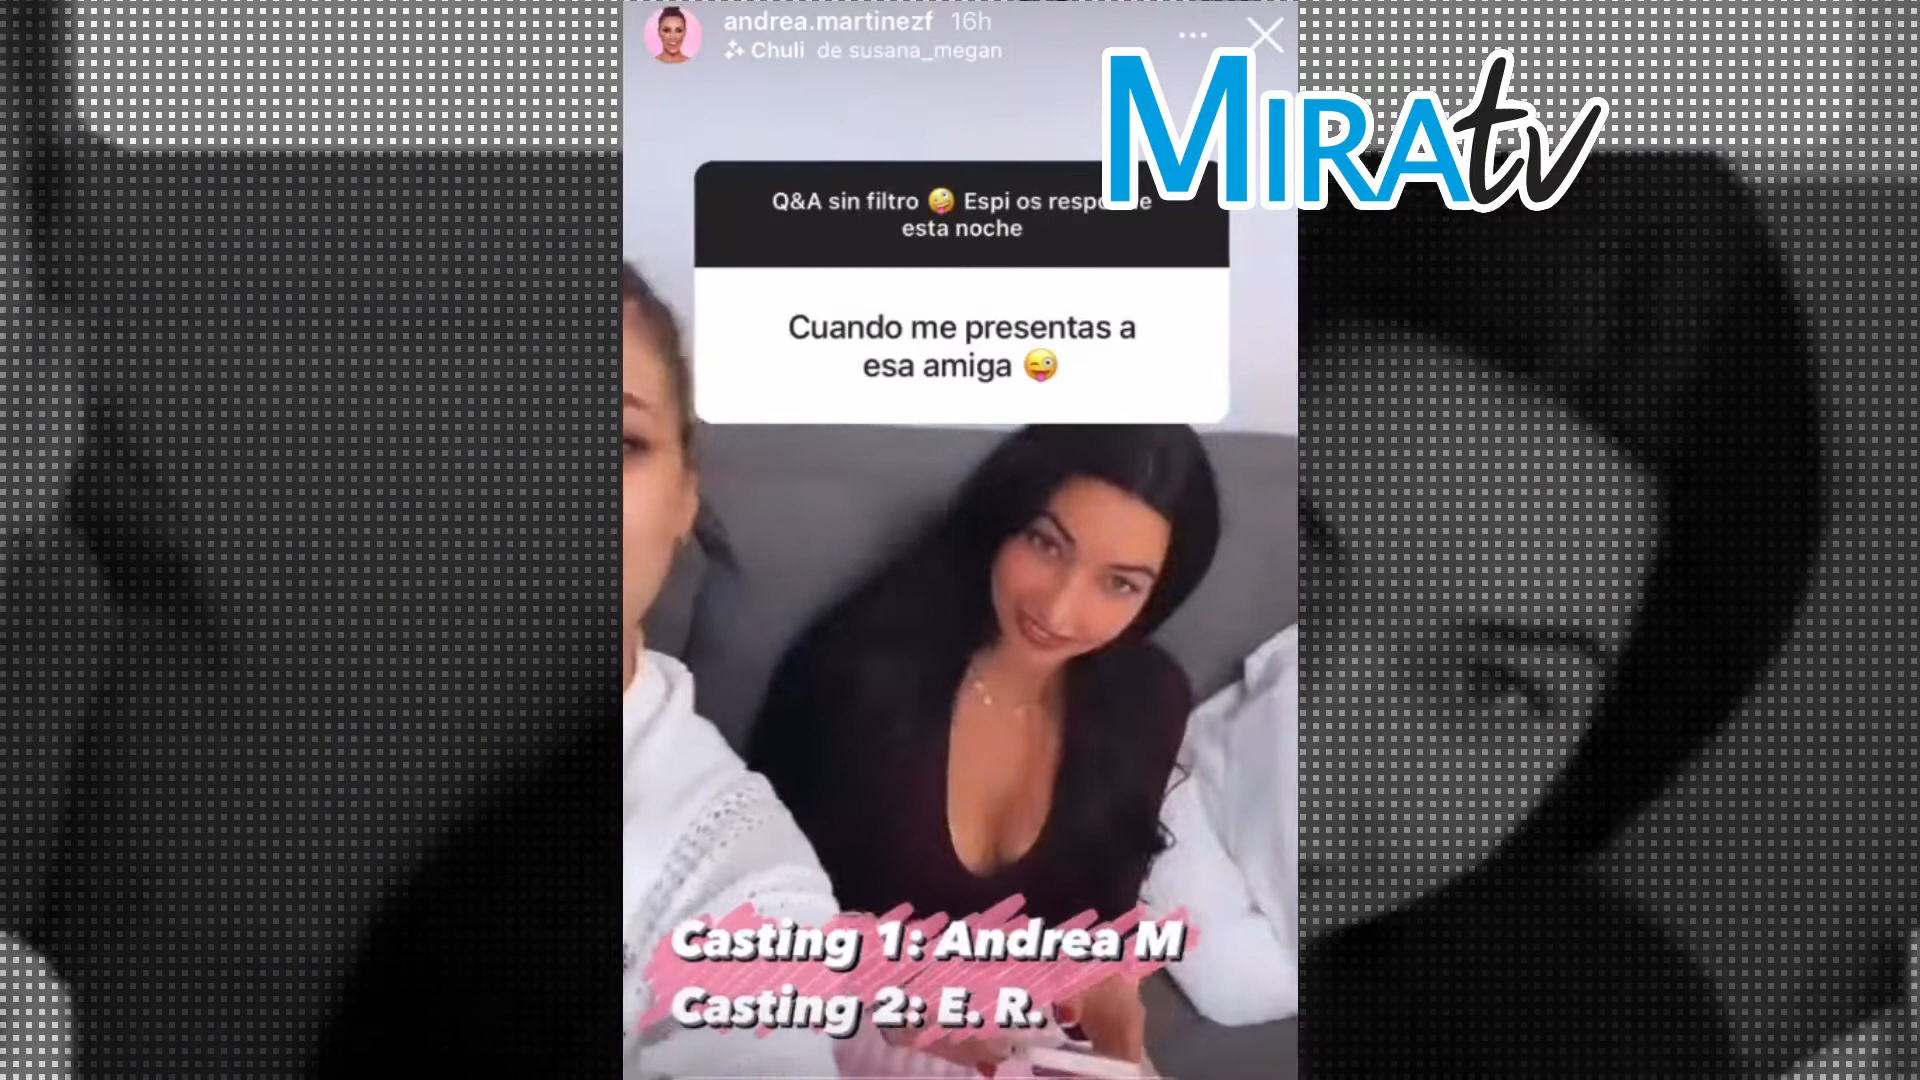 andrea.martinezf 16h
Chuli de susana_megan
MIRAtv
Q&A sin filtro 🤪 Espi os
esta noche
Cuando me presentas a
esa amiga 😜
Casting 1: Andrea M
Casting 2: E. R.